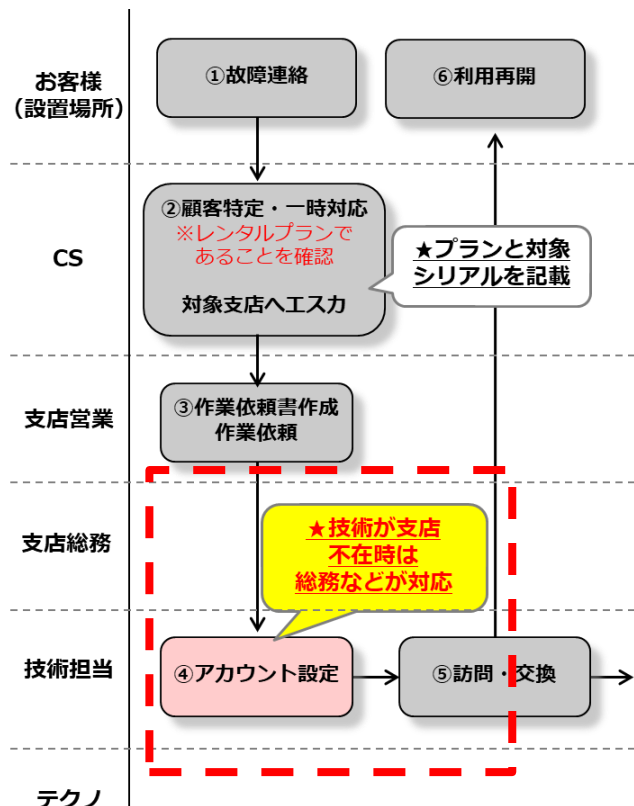 お客様
（設置場所）
①故障連絡
⑥利用再開
CS
②顧客特定・一時対応
※レンタルプランで
あることを確認
対象支店へエスカ
★プランと対象
シリアルを記載
支店営業
③作業依頼書作成
作業依頼
支店総務
★技術が支店
不在時は
総務などが対応
技術担当
④アカウント設定
⑤訪問・交換
テクノ